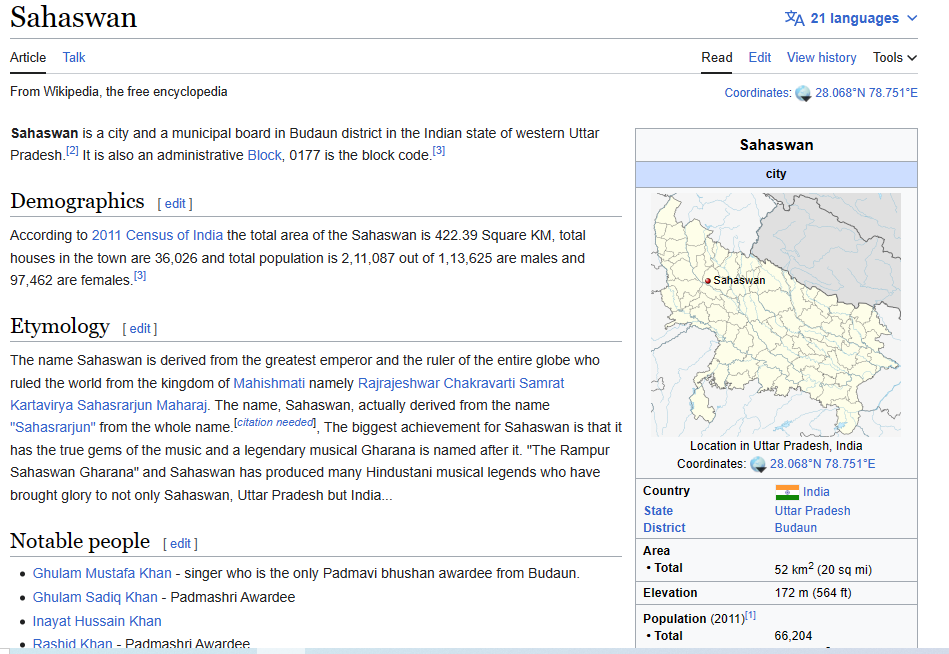 Sahaswan
21 languages
Article Talk
Read Edit View history Tools
From Wikipedia, the free encyclopedia
Coordinates: 28.068°N 78.751°E
Sahaswan is a city and a municipal board in Budaun district in the Indian state of western Uttar
Pradesh.[2] It is also an administrative Block, 0177 is the block code.[3]
Demographics [ edit ]
According to 2011 Census of India the total area of the Sahaswan is 422.39 Square KM, total
houses in the town are 36,026 and total population is 2,11,087 out of 1,13,625 are males and
97,462 are females.[3]
Etymology [ edit ]
The name Sahaswan is derived from the greatest emperor and the ruler of the entire globe who
ruled the world from the kingdom of Mahishmati namely Rajrajeshwar Chakravarti Samrat
Kartavirya Sahasrarjun Maharaj. The name, Sahaswan, actually derived from the name
"Sahasrarjun" from the whole name.[citation needed], The biggest achievement for Sahaswan is that it
has the true gems of the music and a legendary musical Gharana is named after it. "The Rampur
Sahaswan Gharana" and Sahaswan has produced many Hindustani musical legends who have
brought glory to not only Sahaswan, Uttar Pradesh but India...
Notable people [ edit ]
• Ghulam Mustafa Khan - singer who is the only Padmavi bhushan awardee from Budaun.
• Ghulam Sadiq Khan - Padmashri Awardee
• Inayat Hussain Khan
• Rashid Khan - Padmashri Awardee
Sahaswan
city
Sahaswan
Location in Uttar Pradesh, India
Coordinates: 28.068°N 78.751°E
Country India
State Uttar Pradesh
District Budaun
Area
• Total 52 km2 (20 sq mi)
Elevation 172 m (564 ft)
Population (2011)[1]
• Total 66,204